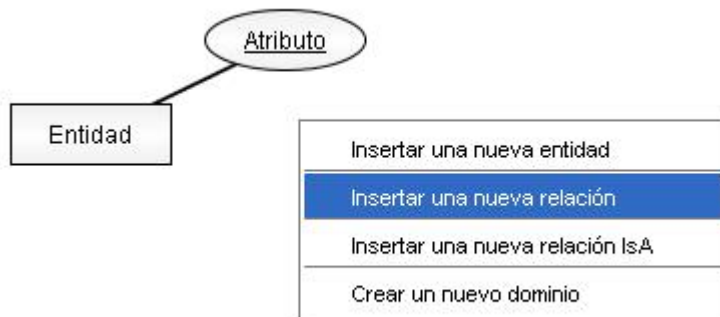 Atributo
Entidad
Insertar una nueva entidad
Insertar una nueva relación
Insertar una nueva relación IsA
Crear un nuevo dominio